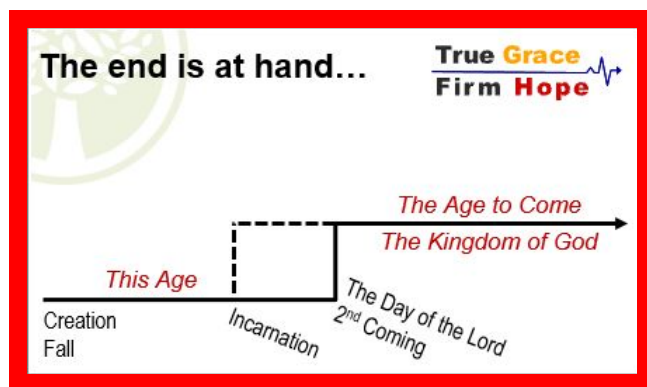 The end is at hand...
True Grace
Firm Hope
The Age to Come
The Kingdom of God
This Age
Creation
Fall
Incarnation
The Day of the Lord
2nd Coming